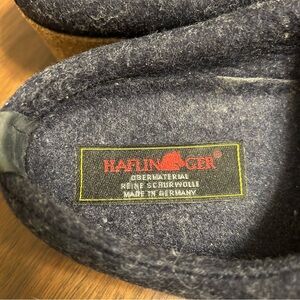 HAFLINGER®
OBERMATERIAL
REINE SCHURWOLLE
MADE IN GERMANY